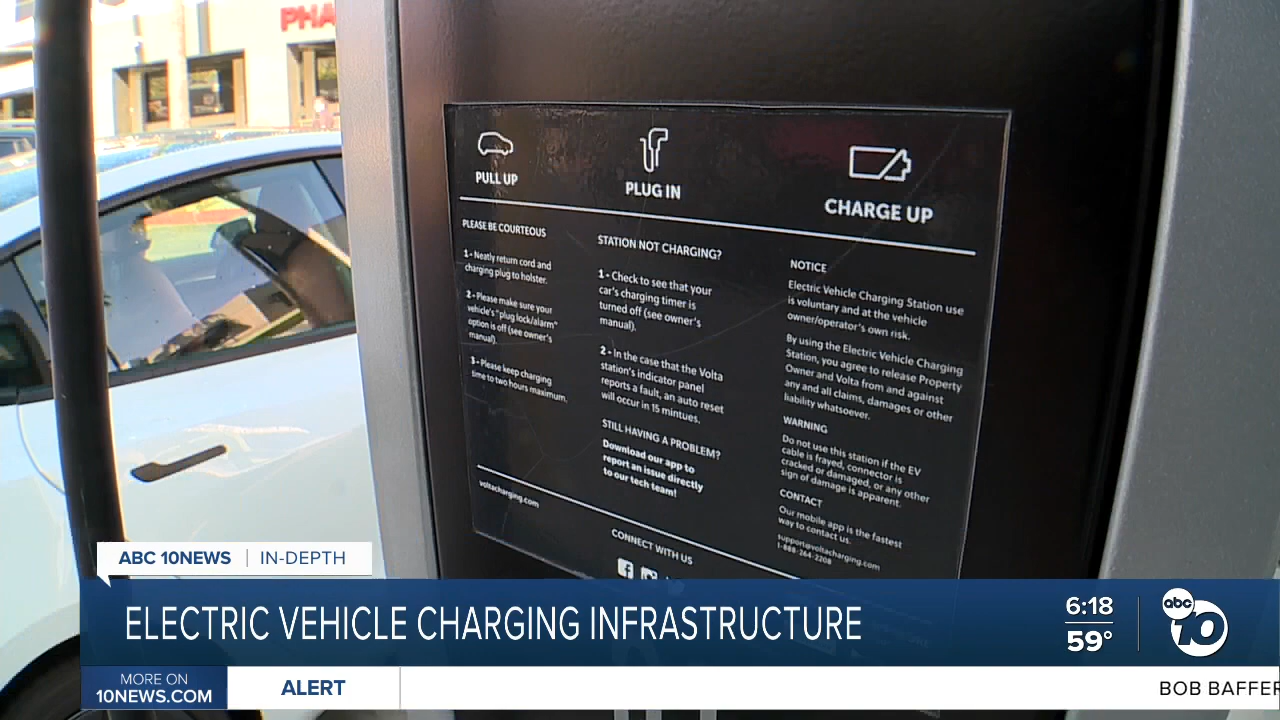 PHA
PULL UP
PLUG IN
CHARGE UP
PLEASE BE COURTEOUS
1 - Neatly return cord and
charging plug to holster.
2 - Please make sure your
vehicle's "plug lock/alarm"
option is off (see owner's
manual).
3 - Please keep charging
time to two hours maximum.
voltacharging.com
STATION NOT CHARGING?
1 - Check to see that your
car's charging timer is
turned off (see owner's
manual).
2 - In the case that the Volta
station's indicator panel
reports a fault, an auto reset
will occur in 15 mintues.
STILL HAVING A PROBLEM?
Download our app to
report an issue directly
to our tech team!
CONNECT WITH US
NOTICE
Electric Vehicle Charging Station use
is voluntary and at the vehicle
owner/operator's own risk.
By using the Electric Vehicle Charging
Station, you agree to release Property
Owner and Volta from and against
any and all claims, damages or other
liability whatsoever.
WARNING
Do not use this station if the EV
cable is frayed, connector is
cracked or damaged, or any other
sign of damage is apparent.
CONTACT
Our mobile app is the fastest
way to contact us.
support@voltacharging.com
1-888-264-2208
ABC 10NEWS | IN-DEPTH
ELECTRIC VEHICLE CHARGING INFRASTRUCTURE
6:18
59°
abc
10
MORE ON
10NEWS.COM
ALERT
BOB BAFFER